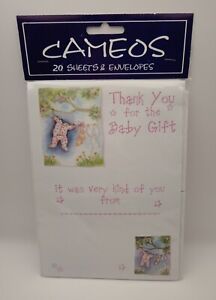 CAMEOS
20 SHEETS & ENVELOPES
Thank You
for the
Baby Gift
It was very kind of you
from